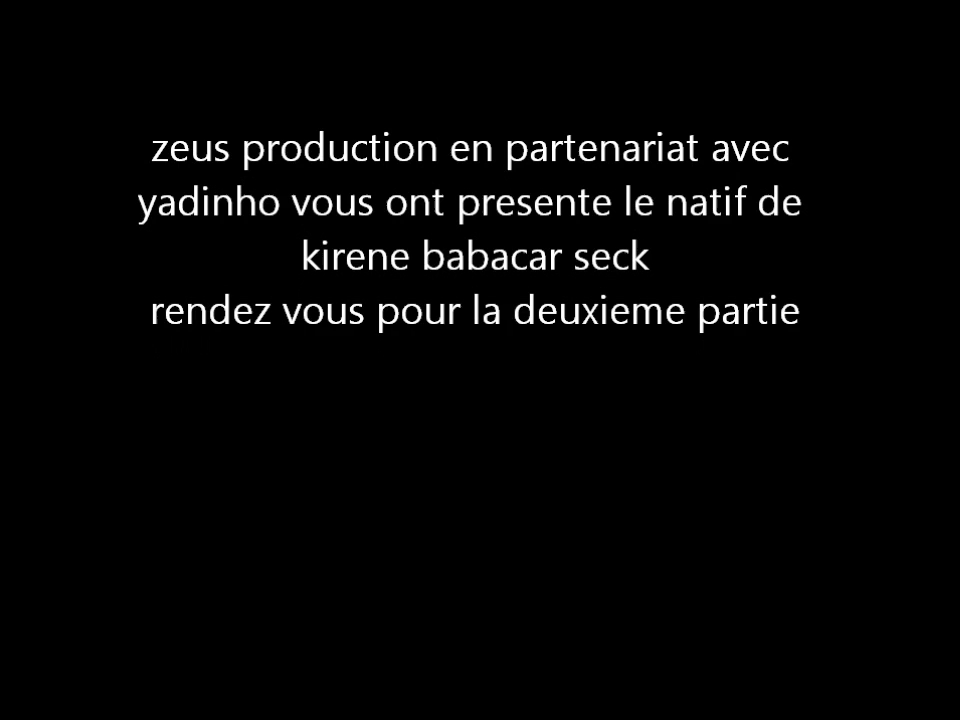 zeus production en partenariat avec
yadinho vous ont presente le natif de
kirene babacar seck
rendez vous pour la deuxieme partie